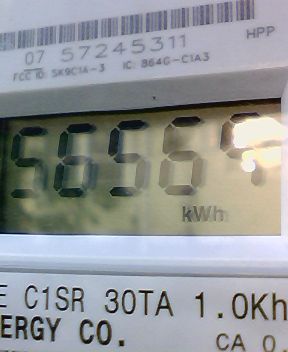 07 57245311
HPP
FCC ID: SK9C1A-3 IC: 864G-C1A3
5656
kWh
E C1SR 30TA 1.0Kh
ERGY CO. CA 0.